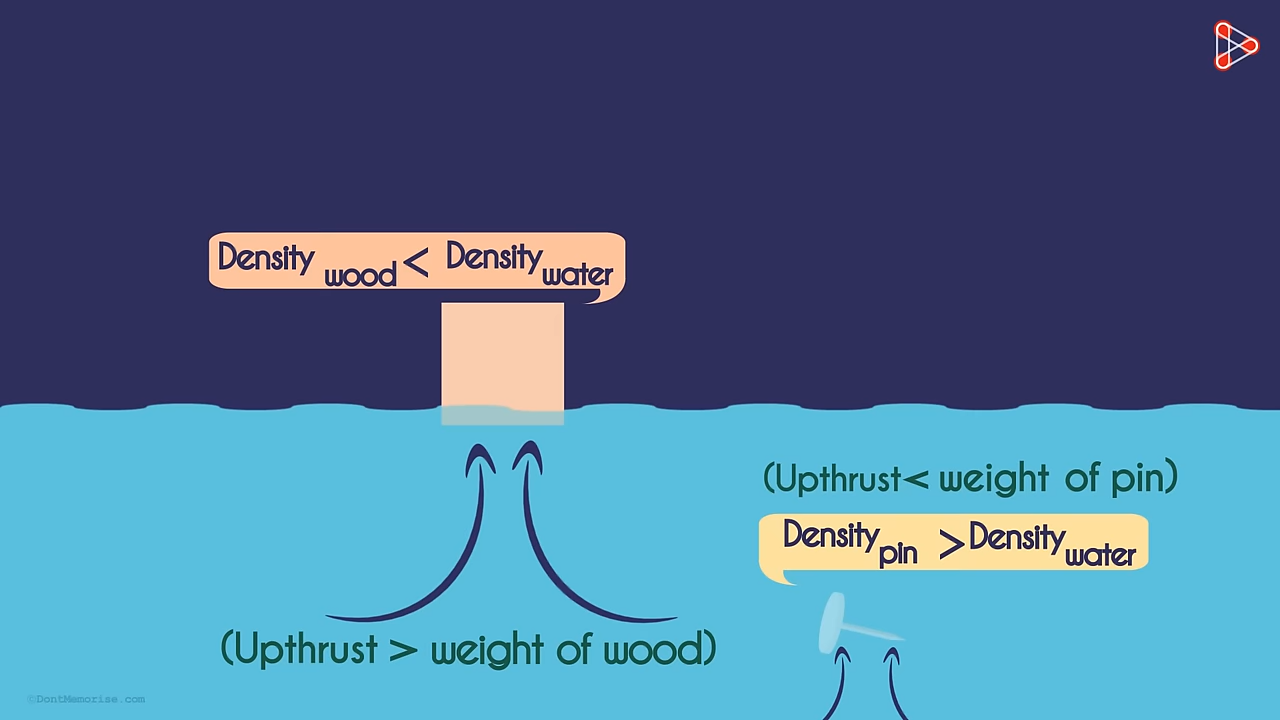 Density wood < Density water
(Upthrust< weight of pin)
Density pin > Density water
(Upthrust > weight of wood)
©DontMemorise.com